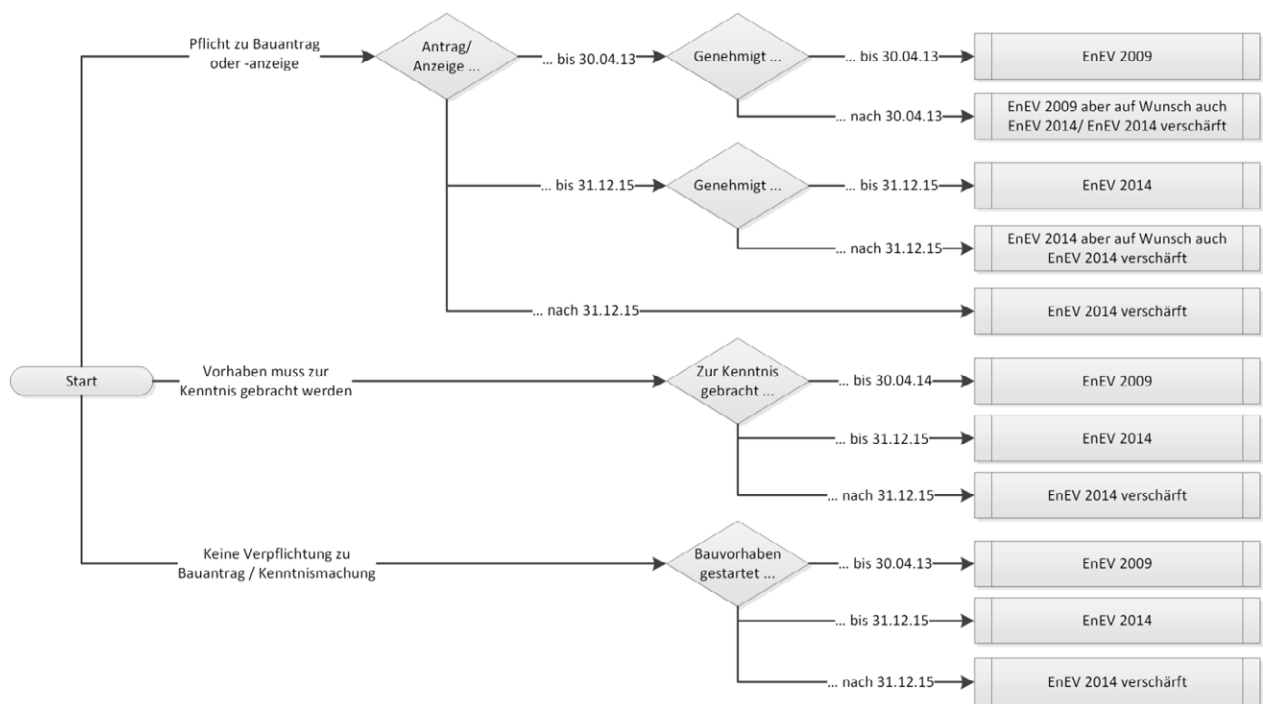 Pflicht zu Bauantrag
oder -anzeige
Antrag/
Anzeige ...
... bis 30.04.13
Genehmigt ...
... bis 30.04.13
EnEV 2009
... nach 30.04.13
EnEV 2009 aber auf Wunsch auch
EnEV 2014/ EnEV 2014 verschärft
... bis 31.12.15
Genehmigt ...
... bis 31.12.15
EnEV 2014
... nach 31.12.15
EnEV 2014 aber auf Wunsch auch
EnEV 2014 verschärft
... nach 31.12.15
EnEV 2014 verschärft
Start
Vorhaben muss zur
Kenntnis gebracht werden
Zur Kenntnis
gebracht ...
... bis 30.04.14
EnEV 2009
... bis 31.12.15
EnEV 2014
... nach 31.12.15
EnEV 2014 verschärft
Keine Verpflichtung zu
Bauantrag / Kenntnismachung
Bauvorhaben
gestartet ...
... bis 30.04.13
EnEV 2009
... bis 31.12.15
EnEV 2014
... nach 31.12.15
EnEV 2014 verschärft